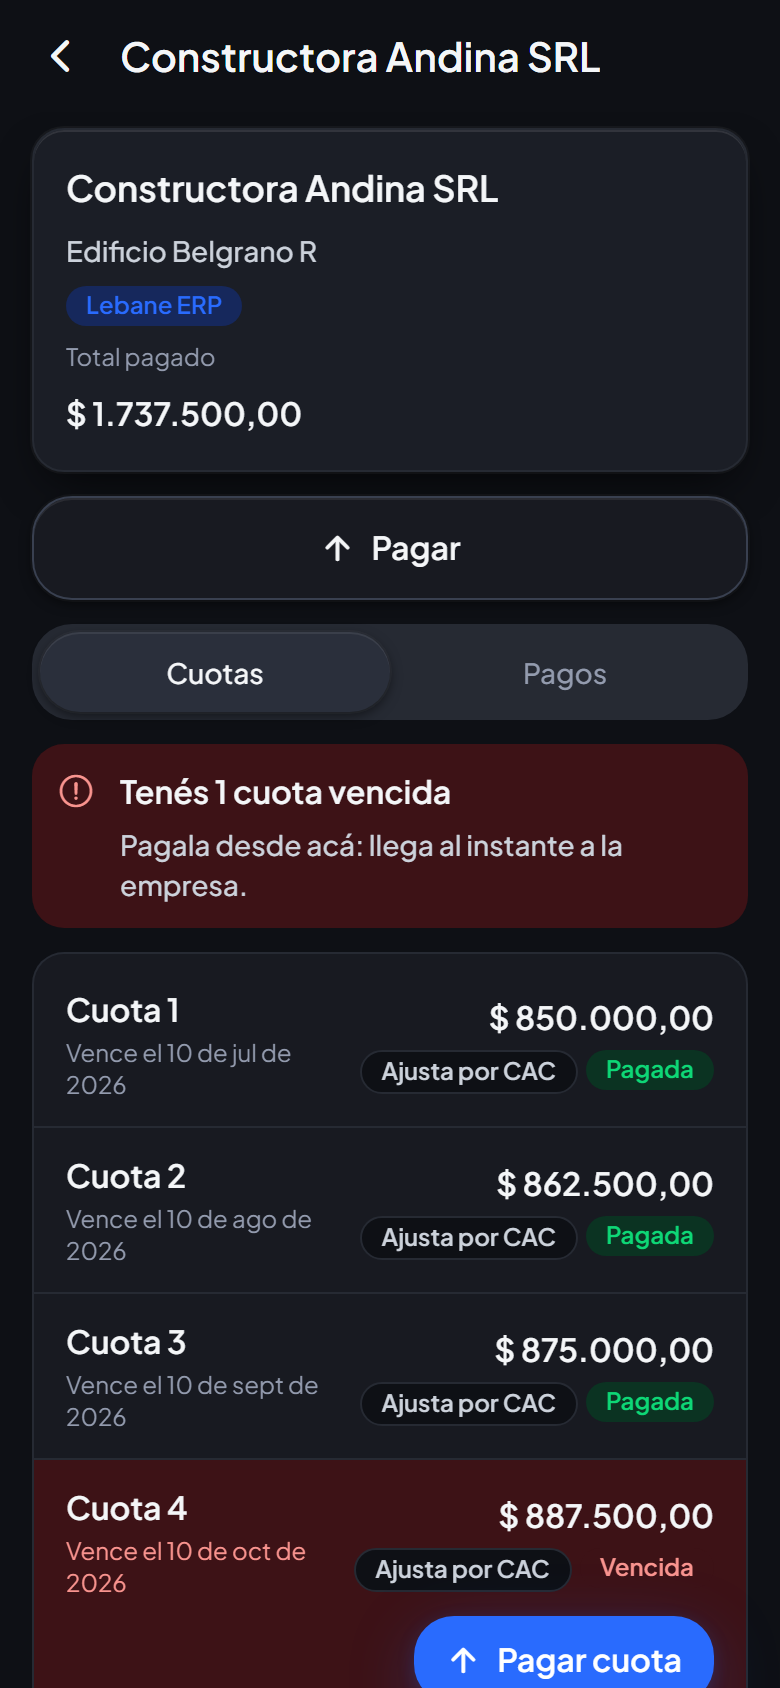 Constructora Andina SRL
Constructora Andina SRL
Edificio Belgrano R
Lebane ERP
Total pagado
$ 1.737.500,00
Pagar
Cuotas
Pagos
Tenés 1 cuota vencida
Pagala desde acá: llega al instante a la
empresa.
Cuota 1
$ 850.000,00
Vence el 10 de jul de
2026
Ajusta por CAC
Pagada
Cuota 2
$ 862.500,00
Vence el 10 de ago de
2026
Ajusta por CAC
Pagada
Cuota 3
$ 875.000,00
Vence el 10 de sept de
2026
Ajusta por CAC
Pagada
Cuota 4
$ 887.500,00
Vence el 10 de oct de
2026
Ajusta por CAC
Vencida
Pagar cuota